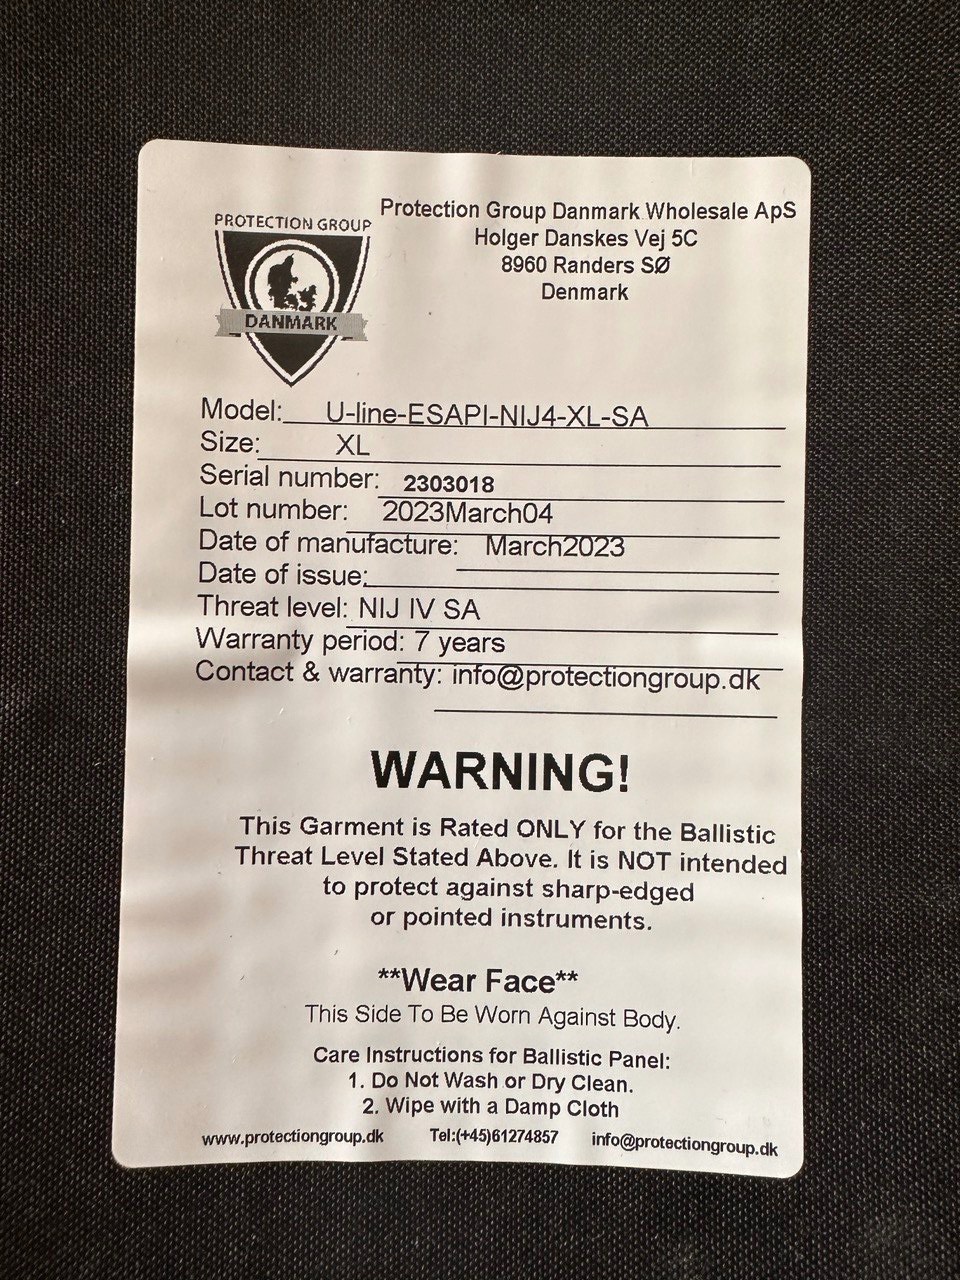 PROTECTION GROUP
DANMARK
Protection Group Danmark Wholesale ApS
Holger Danskes Vej 5C
8960 Randers SØ
Denmark
Model: U-line-ESAPI-NIJ4-XL-SA
Size: XL
Serial number: 2303018
Lot number: 2023March04
Date of manufacture: March2023
Date of issue:
Threat level: NIJ IV SA
Warranty period: 7 years
Contact & warranty: info@protectiongroup.dk
WARNING!
This Garment is Rated ONLY for the Ballistic
Threat Level Stated Above. It is NOT intended
to protect against sharp-edged
or pointed instruments.
**Wear Face**
This Side To Be Worn Against Body.
Care Instructions for Ballistic Panel:
1. Do Not Wash or Dry Clean.
2. Wipe with a Damp Cloth
www.protectiongroup.dk Tel:(+45)61274857 info@protectiongroup.dk